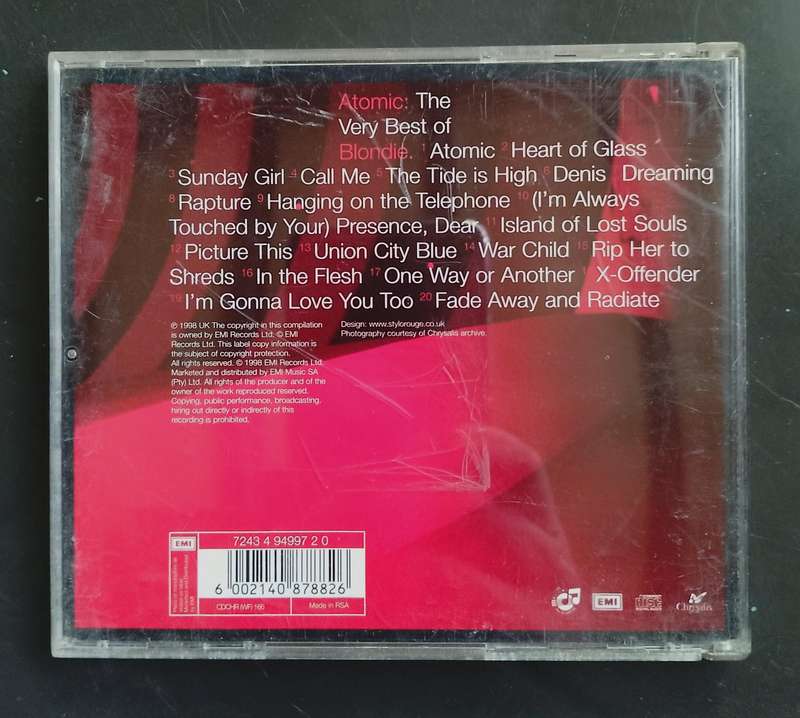 Atomic: The
Very Best of
Blondie. 1 Atomic 2 Heart of Glass
3 Sunday Girl 4 Call Me 5 The Tide is High 6 Denis Dreaming
8 Rapture 9 Hanging on the Telephone 10 (I'm Always
Touched by Your) Presence, Dear 11 Island of Lost Souls
12 Picture This 13 Union City Blue 14 War Child 15 Rip Her to
Shreds 16 In the Flesh 17 One Way or Another X-Offender
19 I'm Gonna Love You Too 20 Fade Away and Radiate
℗ 1998 UK The copyright in this compilation
is owned by EMI Records Ltd; © EMI
Records Ltd. This label copy information is
the subject of copyright protection.
All rights reserved. © 1998 EMI Records Ltd.
Marketed and distributed by EMI Music SA
(Pty) Ltd. All rights of the producer and of the
owner of the work reproduced reserved.
Copying, public performance, broadcasting,
hiring out directly or indirectly of this
recording is prohibited.
Design: www.stylorouge.co.uk
Photography courtesy of Chrysalis archive.
EMI
7243 4 94997 2 0
6 002140 878826
CDCHR (WF) 166
Made in RSA
EMI
Chrysalis